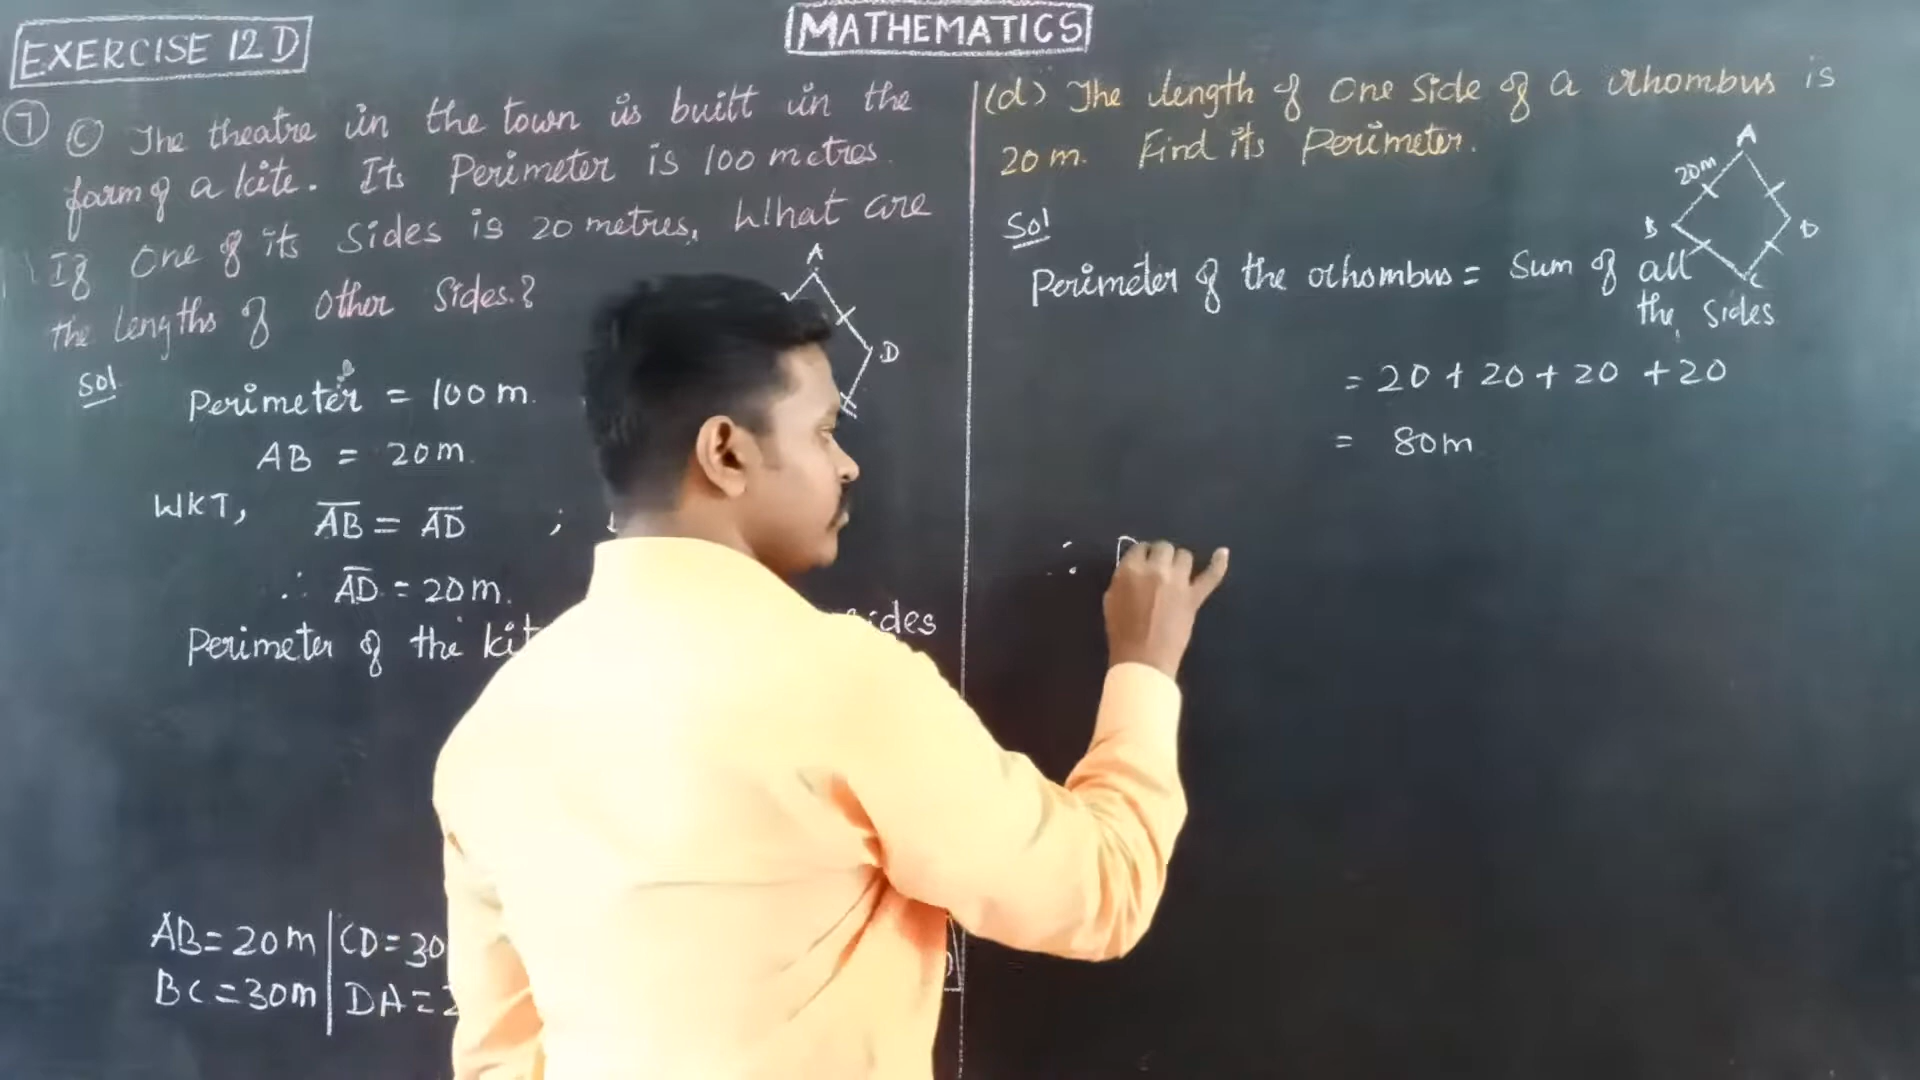 EXERCISE 12 D
MATHEMATICS
7 (c) The theatre in the town is built in the
form of a kite. Its Perimeter is 100 metres.
If one of its sides is 20 metres, What are
the lengths of other sides.?
A
D
Sol
Perimeter = 100 m.
AB = 20m.
WKT, AB = AD ;
∴ AD = 20m.
Perimeter of the kit
sides
AB = 20m | CD = 30
BC = 30m | DA = 2
(d) The length of one side of a rhombus is
20 m. Find its Perimeter.
A
20m
B
D
C
Sol
Perimeter of the rhombus = Sum of all
the sides
= 20 + 20 + 20 + 20
= 80m
∴ P